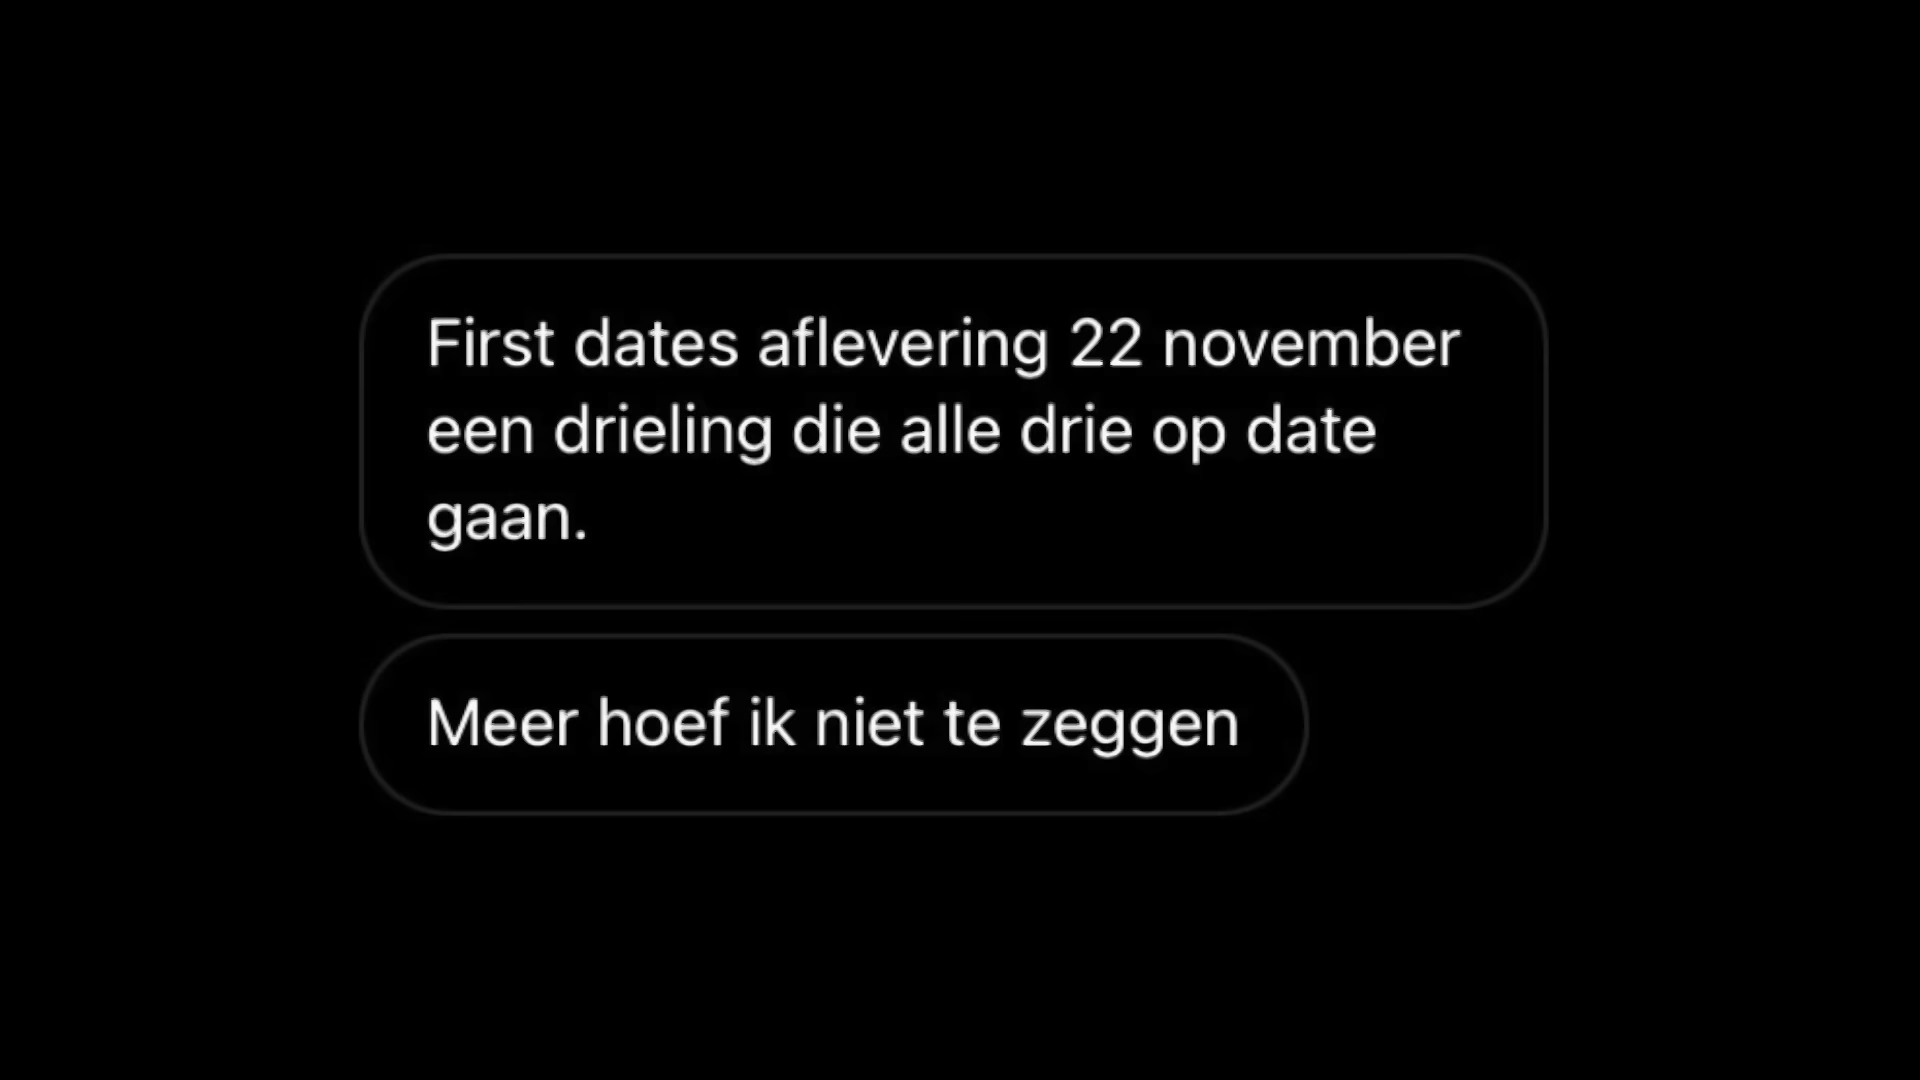 First dates aflevering 22 november
een drieling die alle drie op date
gaan.
Meer hoef ik niet te zeggen